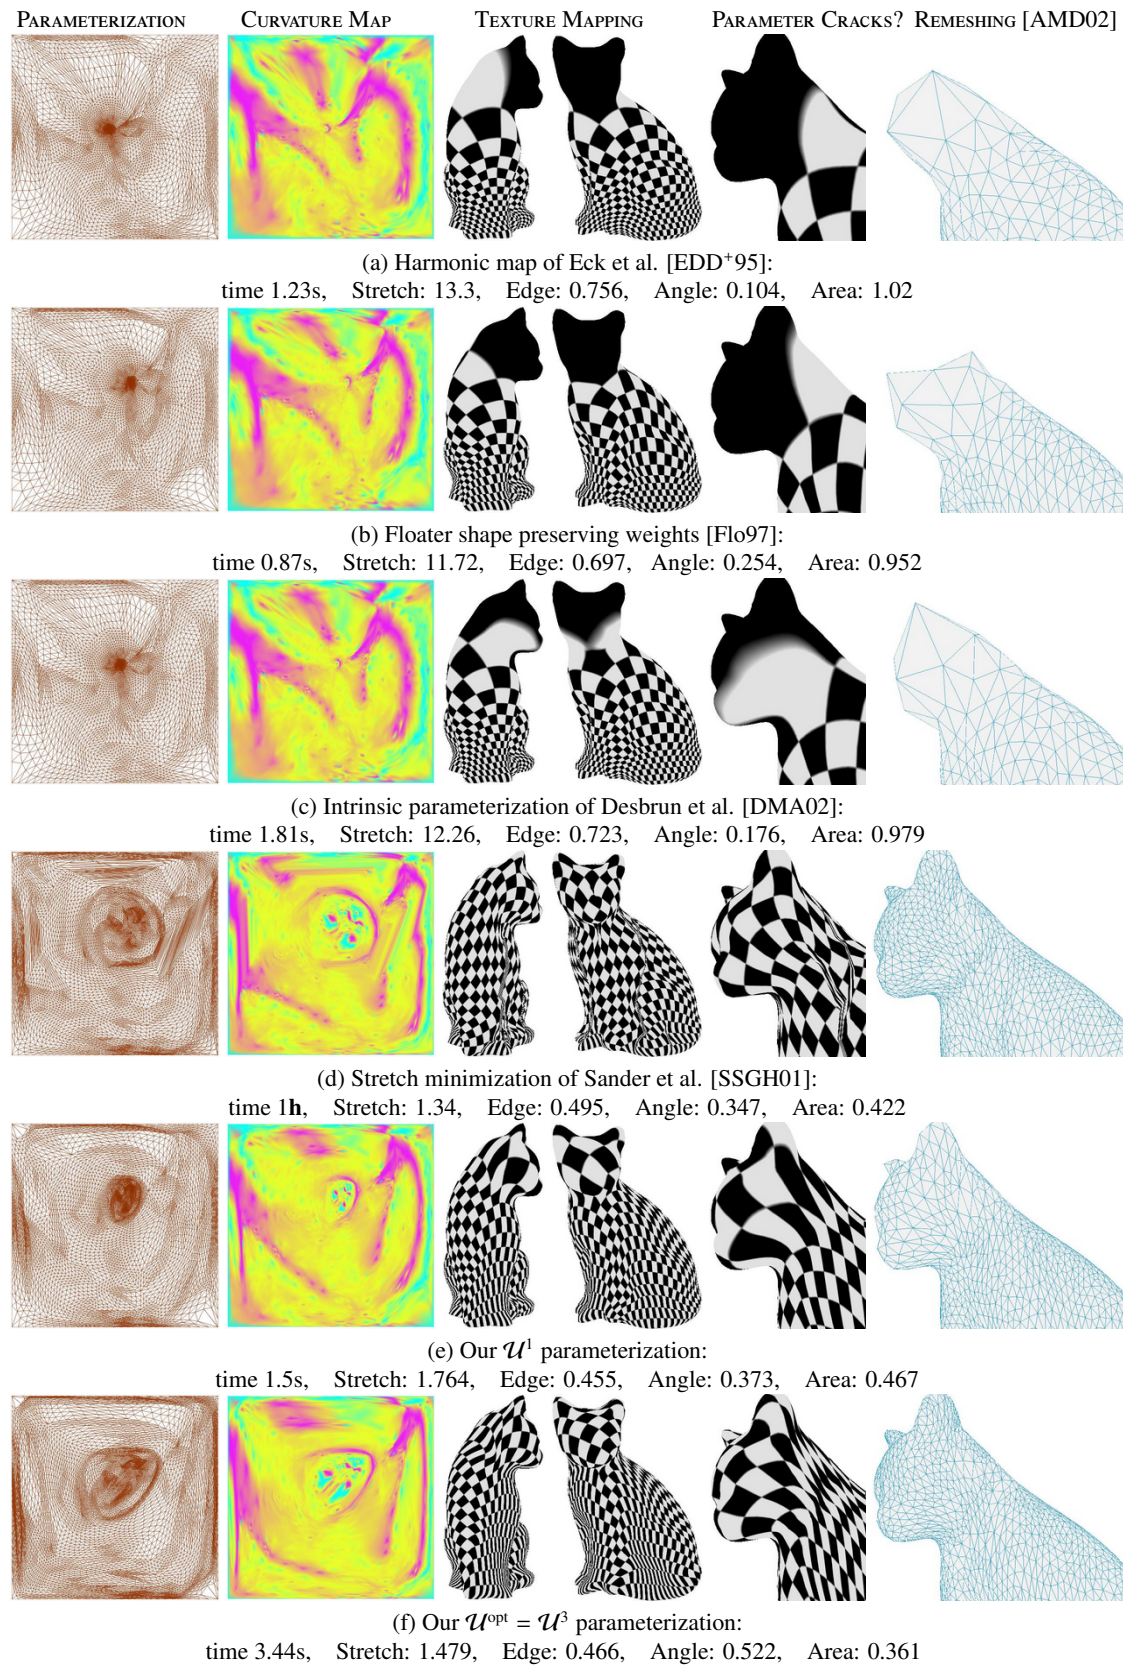 PARAMETERIZATION CURVATURE MAP TEXTURE MAPPING PARAMETER CRACKS? REMESHING [AMD02]
(a) Harmonic map of Eck et al. [EDD⁺95]:
time 1.23s, Stretch: 13.3, Edge: 0.756, Angle: 0.104, Area: 1.02
(b) Floater shape preserving weights [Flo97]:
time 0.87s, Stretch: 11.72, Edge: 0.697, Angle: 0.254, Area: 0.952
(c) Intrinsic parameterization of Desbrun et al. [DMA02]:
time 1.81s, Stretch: 12.26, Edge: 0.723, Angle: 0.176, Area: 0.979
(d) Stretch minimization of Sander et al. [SSGH01]:
time 1h, Stretch: 1.34, Edge: 0.495, Angle: 0.347, Area: 0.422
(e) Our 𝒰¹ parameterization:
time 1.5s, Stretch: 1.764, Edge: 0.455, Angle: 0.373, Area: 0.467
(f) Our 𝒰ᵒᵖᵗ = 𝒰³ parameterization:
time 3.44s, Stretch: 1.479, Edge: 0.466, Angle: 0.522, Area: 0.361